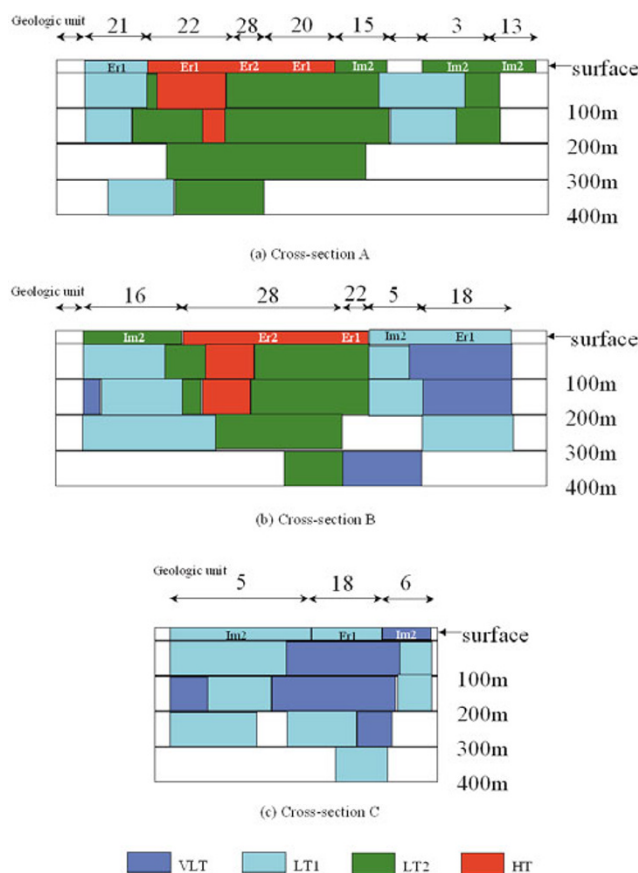 Geologic unit 21 22 28 20 15 3 13
Er1 Er1 Er2 Er1 Im2 Im2 Im2 surface
100m
200m
300m
400m
(a) Cross-section A
Geologic unit 16 28 22 5 18
Im2 Er2 Er1 Im2 Er1 surface
100m
200m
300m
400m
(b) Cross-section B
Geologic unit 5 18 6
Im2 Er1 Im2 surface
100m
200m
300m
400m
(c) Cross-section C
VLT LT1 LT2 HT